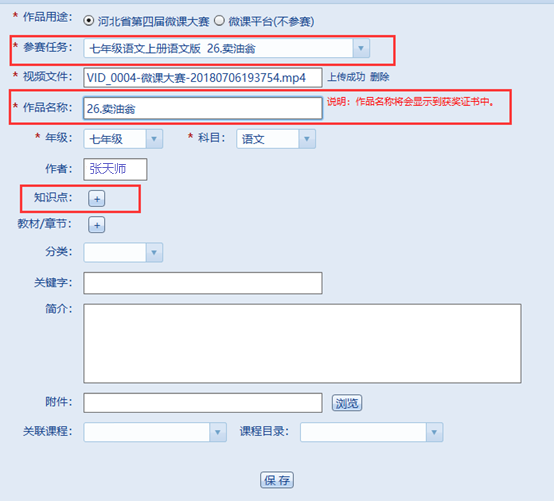 * 作品用途： 河北省第四届微课大赛 微课平台(不参赛)
* 参赛任务： 七年级语文上册语文版 26.卖油翁
* 视频文件： VID_0004-微课大赛-20180706193754.mp4 上传成功 删除
* 作品名称： 26.卖油翁 说明：作品名称将会显示到获奖证书中。
* 年级： 七年级 * 科目： 语文
作者： 张天师
知识点： +
教材/章节： +
分类：
关键字：
简介：
附件： 浏览
关联课程： 课程目录：
保 存